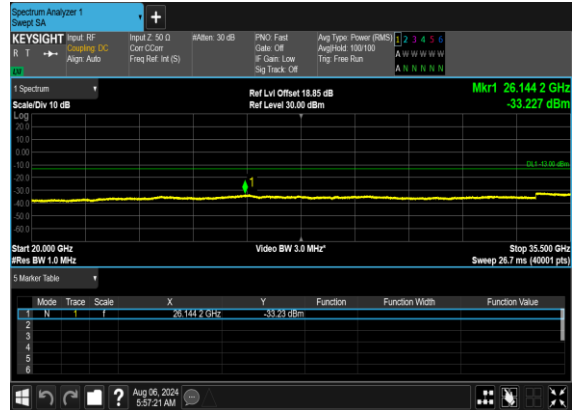 Spectrum Analyzer 1
Swept SA
+
KEYSIGHT Input: RF Input Z: 50 Ω #Atten: 30 dB PNO: Fast Avg Type: Power (RMS) 1 2 3 4 5 6
R T Coupling: DC Corr CCorr Gate: Off Avg|Hold: 100/100 A W W W W W
Align: Auto Freq Ref: Int (S) IF Gain: Low Trig: Free Run
Sig Track: Off A N N N N N
1 Spectrum Ref Lvl Offset 18.85 dB Mkr1 26.144 2 GHz
Scale/Div 10 dB Ref Level 30.00 dBm -33.227 dBm
Log
20.0
10.0
0.00
-10.0
DL1 -13.00 dBm
-20.0
1
-30.0
-40.0
-50.0
-60.0
Start 20.000 GHz Video BW 3.0 MHz* Stop 35.500 GHz
#Res BW 1.0 MHz Sweep 26.7 ms (40001 pts)
5 Marker Table
Mode Trace Scale X Y Function Function Width Function Value
1 N 1 f 26.144 2 GHz -33.23 dBm
2
3
4
5
6
? Aug 06, 2024
5:57:21 AM